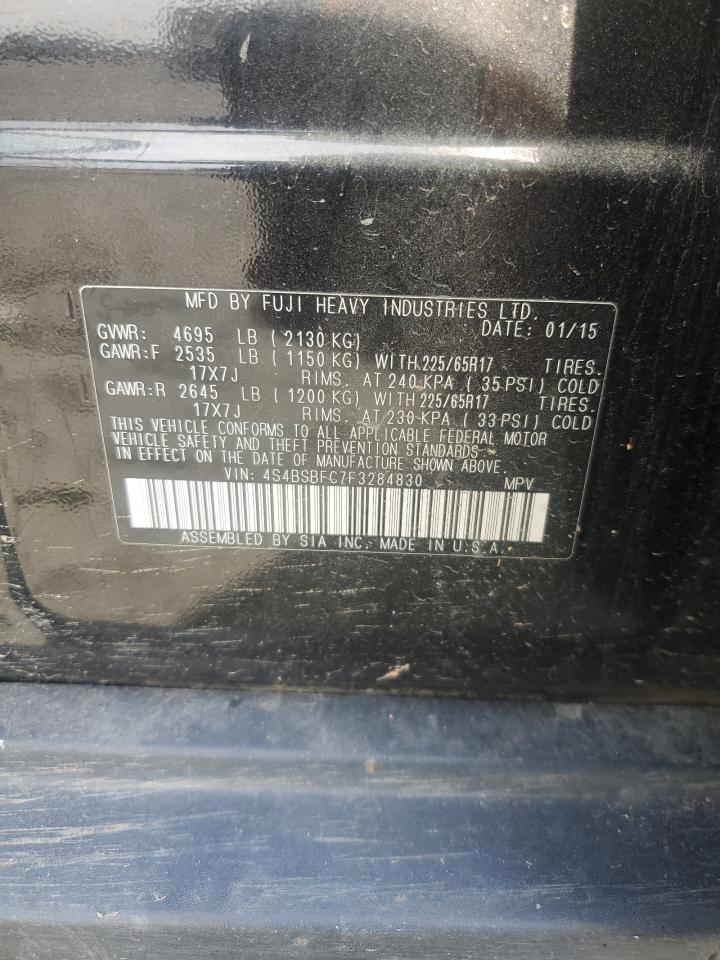 MFD BY FUJI HEAVY INDUSTRIES LTD.
DATE: 01/15
GVWR: 4695 LB ( 2130 KG)
GAWR:F 2535 LB ( 1150 KG) WITH 225/65R17 TIRES.
17X7J RIMS. AT 240 KPA ( 35 PSI) COLD
GAWR:R 2645 LB ( 1200 KG) WITH 225/65R17 TIRES.
17X7J RIMS. AT 230 KPA ( 33 PSI) COLD
THIS VEHICLE CONFORMS TO ALL APPLICABLE FEDERAL MOTOR
VEHICLE SAFETY AND THEFT PREVENTION STANDARDS
IN EFFECT ON THE DATE OF MANUFACTURE SHOWN ABOVE.
VIN: 4S4BSBFC7F3284830 MPV
ASSEMBLED BY SIA INC. MADE IN U.S.A.